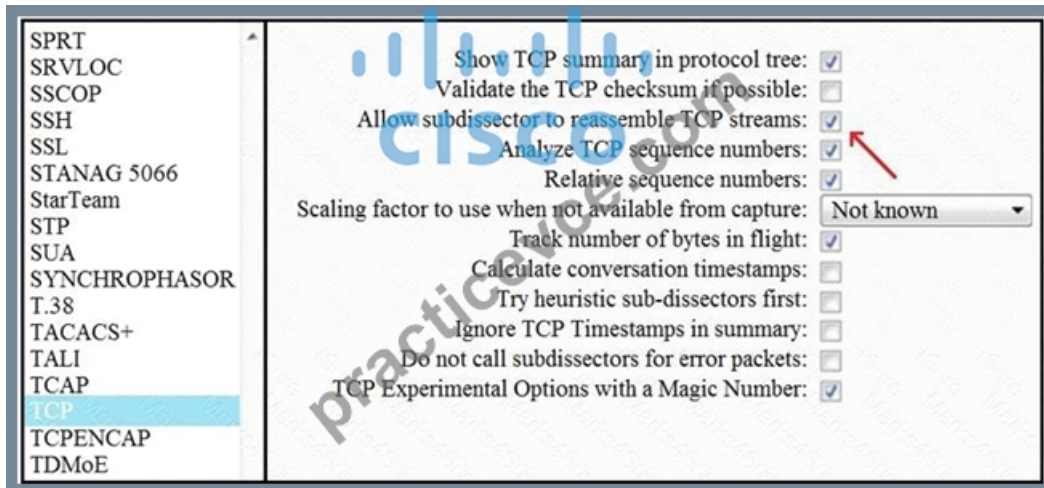 SPRT
SRVLOC
SSCOP
SSH
SSL
STANAG 5066
StarTeam
STP
SUA
SYNCHROPHASOR
T.38
TACACS+
TALI
TCAP
TCP
TCPENCAP
TDMoE
Show TCP summary in protocol tree:
Validate the TCP checksum if possible:
Allow subdissector to reassemble TCP streams:
Analyze TCP sequence numbers:
Relative sequence numbers:
Scaling factor to use when not available from capture: Not known
Track number of bytes in flight:
Calculate conversation timestamps:
Try heuristic sub-dissectors first:
Ignore TCP Timestamps in summary:
Do not call subdissectors for error packets:
TCP Experimental Options with a Magic Number:
CISCO
practicevce.com